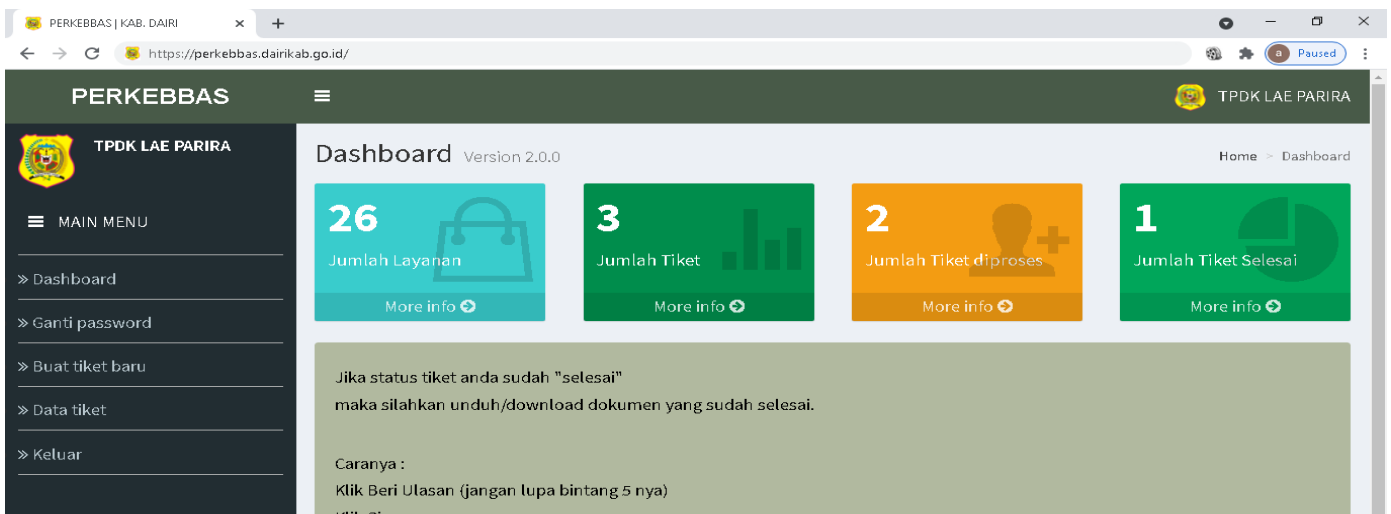 PERKEBBAS | KAB. DAIRI
https://perkebbas.dairikab.go.id/
a Paused
PERKEBBAS
TPDK LAE PARIRA
TPDK LAE PARIRA
MAIN MENU
» Dashboard
» Ganti password
» Buat tiket baru
» Data tiket
» Keluar
Dashboard Version 2.0.0
Home > Dashboard
26
Jumlah Layanan
More info
3
Jumlah Tiket
More info
2
Jumlah Tiket diproses
More info
1
Jumlah Tiket Selesai
More info
Jika status tiket anda sudah "selesai"
maka silahkan unduh/download dokumen yang sudah selesai.
Caranya :
Klik Beri Ulasan (jangan lupa bintang 5 nya)